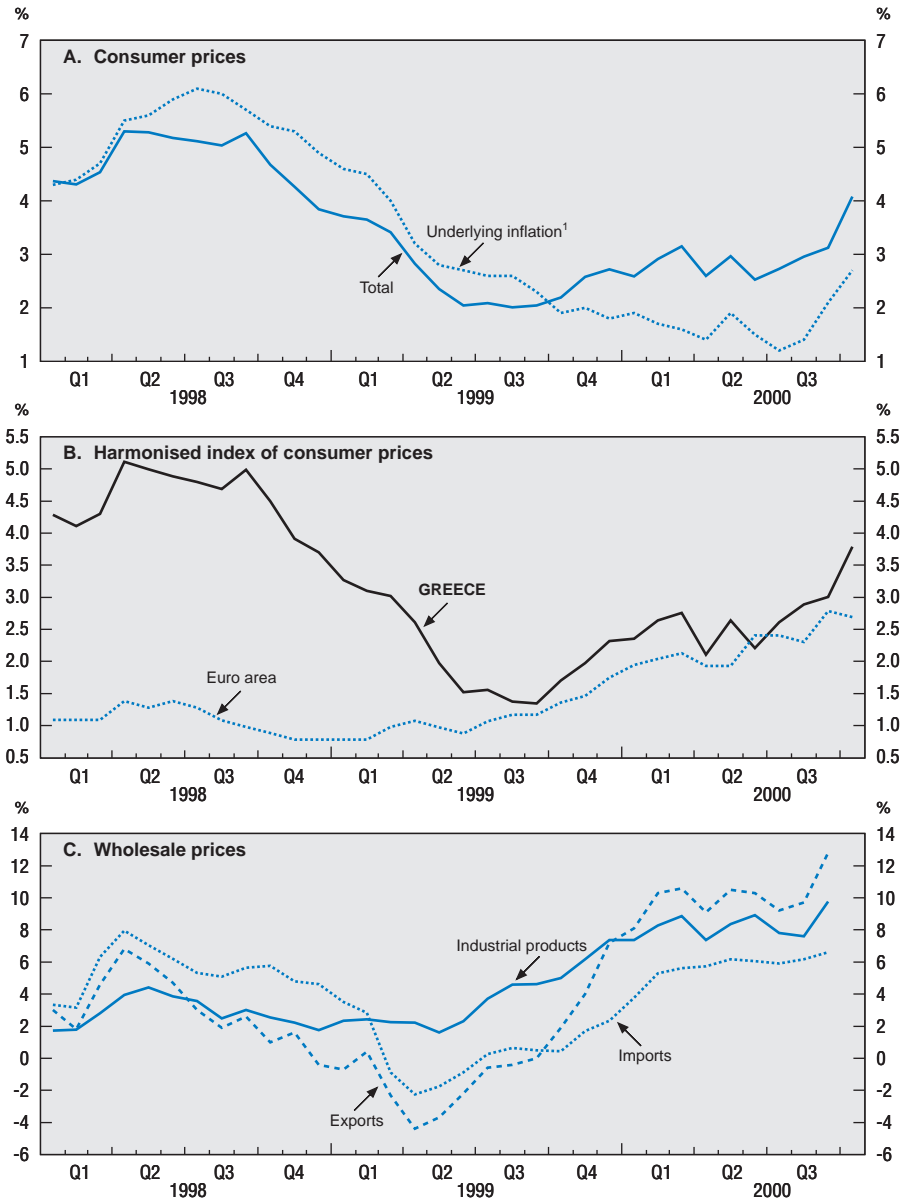 % %
A. Consumer prices
7 7
6 6
5 5
4 4
3 3
2 2
1 1
Underlying inflation1
Total
Q1 Q2 Q3 Q4 Q1 Q2 Q3 Q4 Q1 Q2 Q3
1998 1999 2000
% %
B. Harmonised index of consumer prices
5.5 5.5
5.0 5.0
4.5 4.5
4.0 4.0
3.5 3.5
3.0 3.0
2.5 2.5
2.0 2.0
1.5 1.5
1.0 1.0
0.5 0.5
GREECE
Euro area
Q1 Q2 Q3 Q4 Q1 Q2 Q3 Q4 Q1 Q2 Q3
1998 1999 2000
% %
C. Wholesale prices
14 14
12 12
10 10
8 8
6 6
4 4
2 2
0 0
-2 -2
-4 -4
-6 -6
Industrial products
Imports
Exports
Q1 Q2 Q3 Q4 Q1 Q2 Q3 Q4 Q1 Q2 Q3
1998 1999 2000